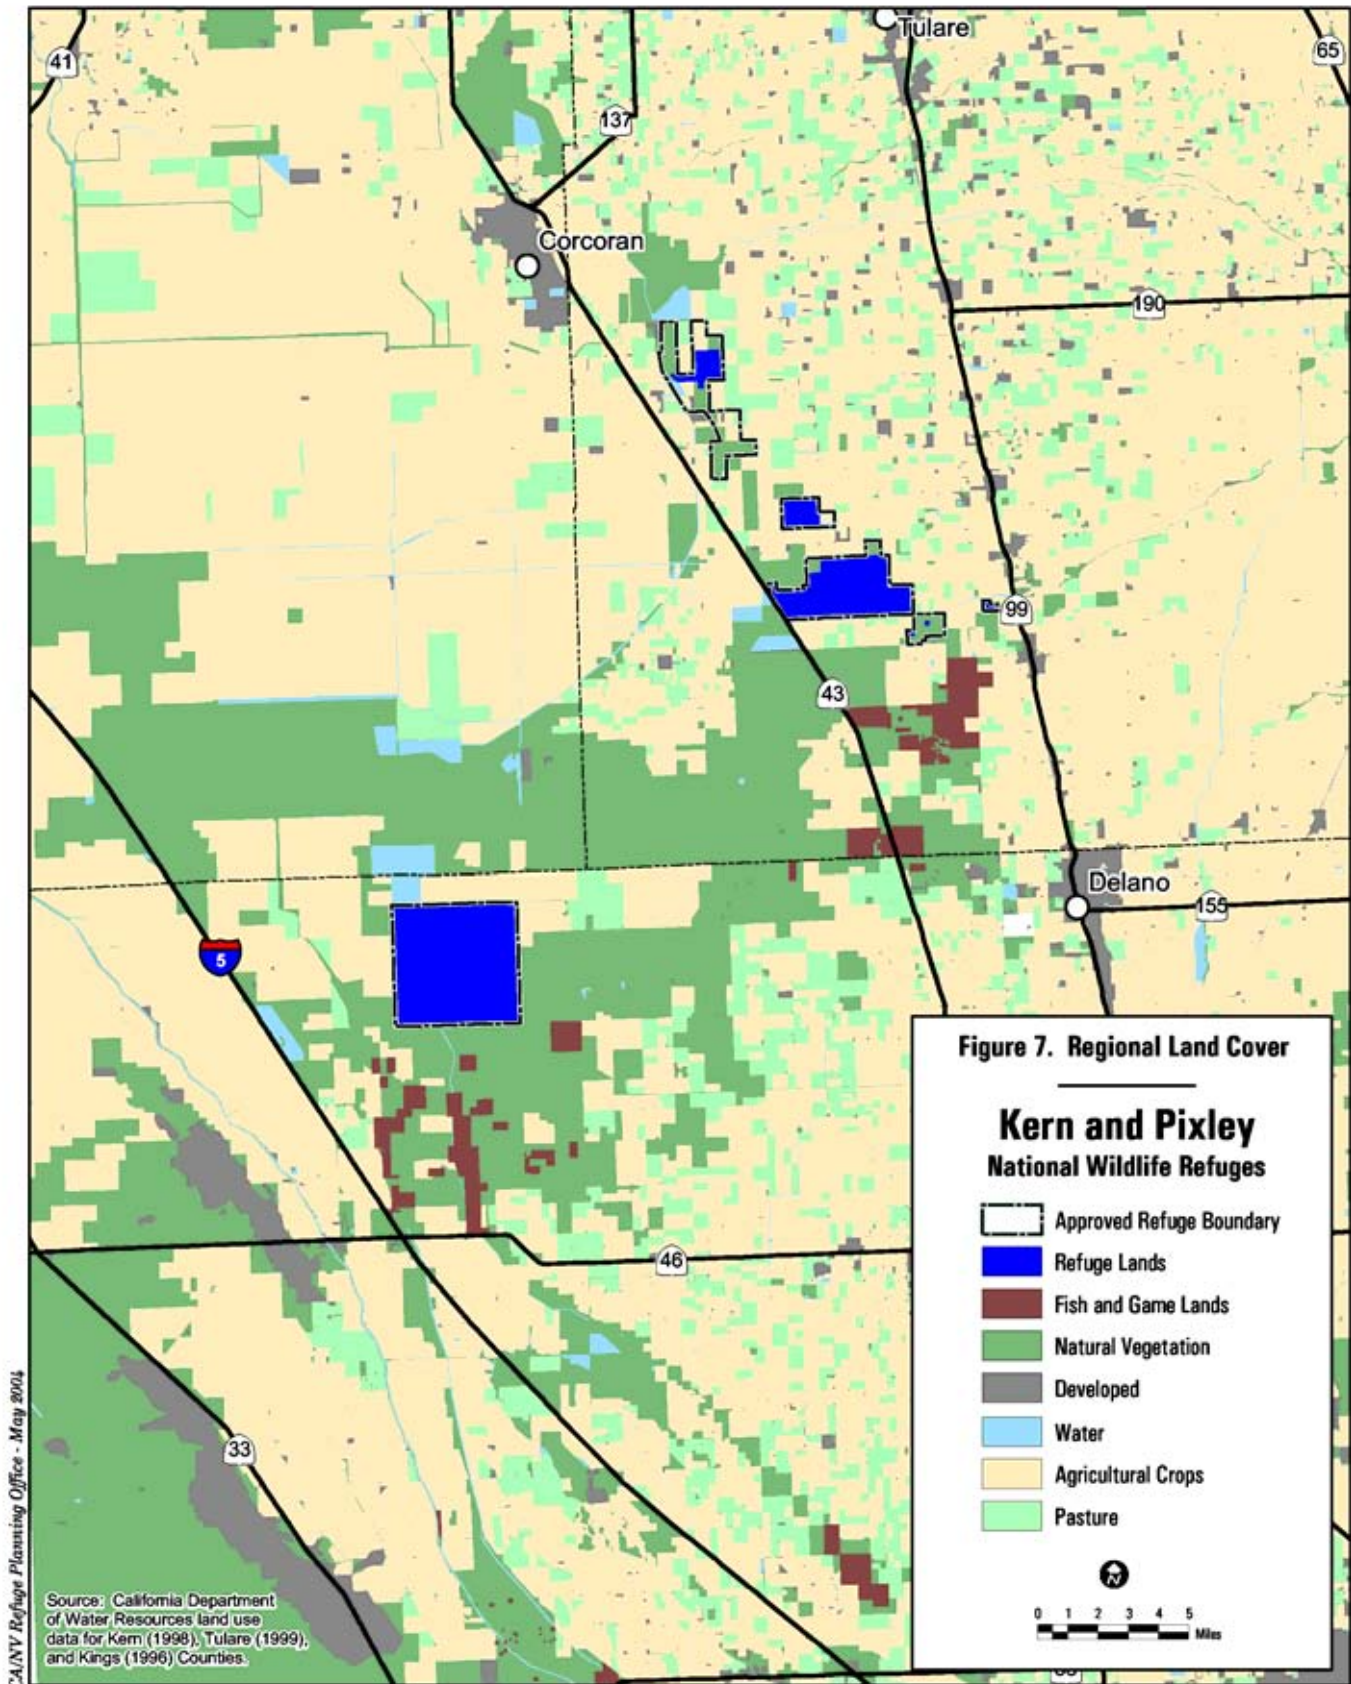 Tulare
41
65
137
Corcoran
190
99
43
Delano
155
5
46
33
Figure 7. Regional Land Cover
Kern and Pixley
National Wildlife Refuges
Approved Refuge Boundary
Refuge Lands
Fish and Game Lands
Natural Vegetation
Developed
Water
Agricultural Crops
Pasture
N
0 1 2 3 4 5
Miles
Source: California Department
of Water Resources land use
data for Kern (1998), Tulare (1999),
and Kings (1996) Counties.
CA/NV Refuge Planning Office - May 2004